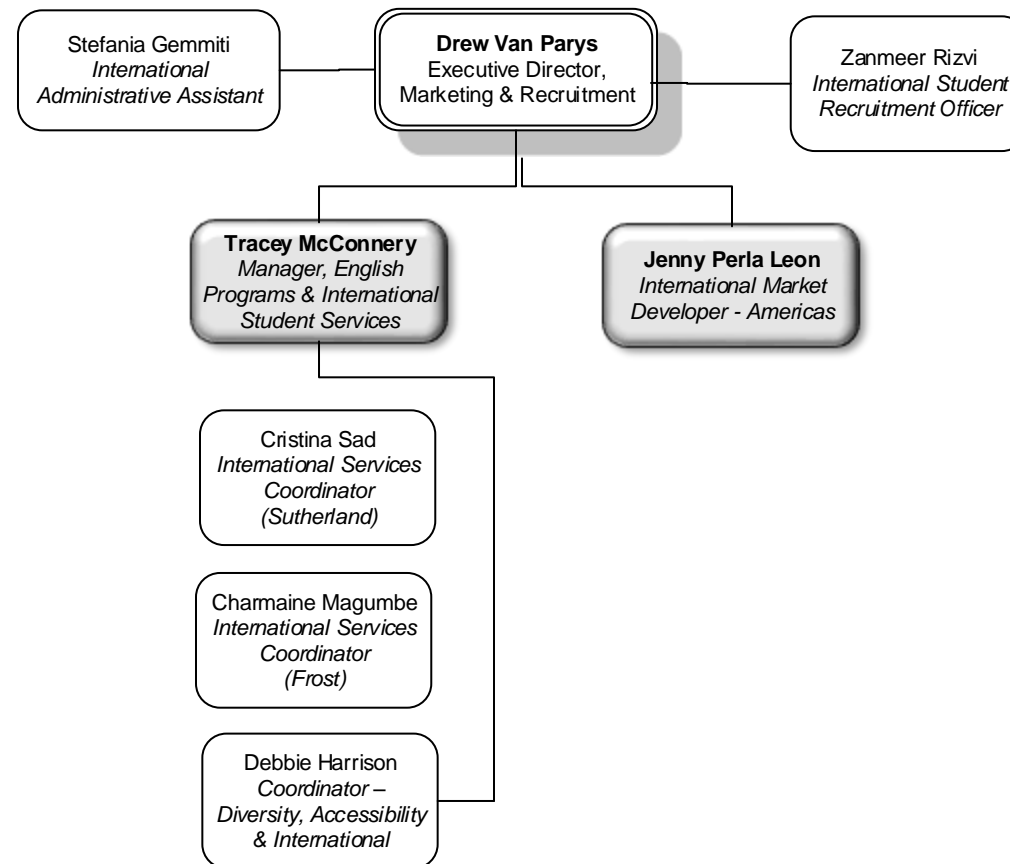 Stefania Gemmiti
International
Administrative Assistant
Drew Van Parys
Executive Director,
Marketing & Recruitment
Zanmeer Rizvi
International Student
Recruitment Officer
Tracey McConnery
Manager, English
Programs & International
Student Services
Jenny Perla Leon
International Market
Developer - Americas
Cristina Sad
International Services
Coordinator
(Sutherland)
Charmaine Magumbe
International Services
Coordinator
(Frost)
Debbie Harrison
Coordinator –
Diversity, Accessibility
& International